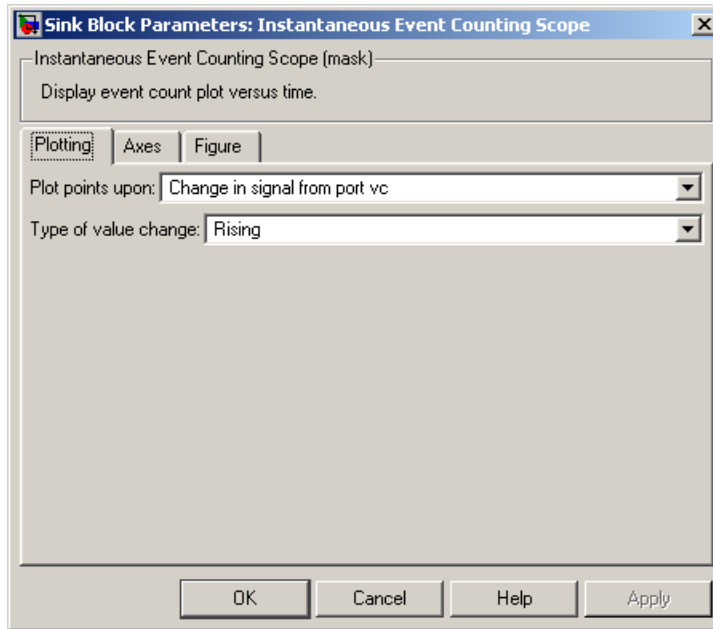 Sink Block Parameters: Instantaneous Event Counting Scope
Instantaneous Event Counting Scope (mask)
Display event count plot versus time.
Plotting Axes Figure
Plot points upon: Change in signal from port vc
Type of value change: Rising
OK Cancel Help Apply